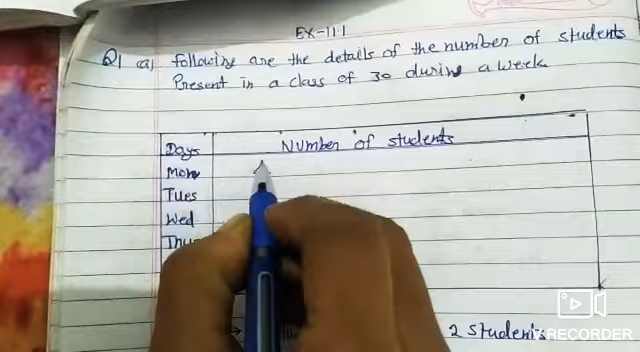 EX-11.1
Q1 (a) following are the details of the number of students
Present in a class of 30 during a week
Days Number of students
Mon
Tues
Wed
2 Students
RECORDER